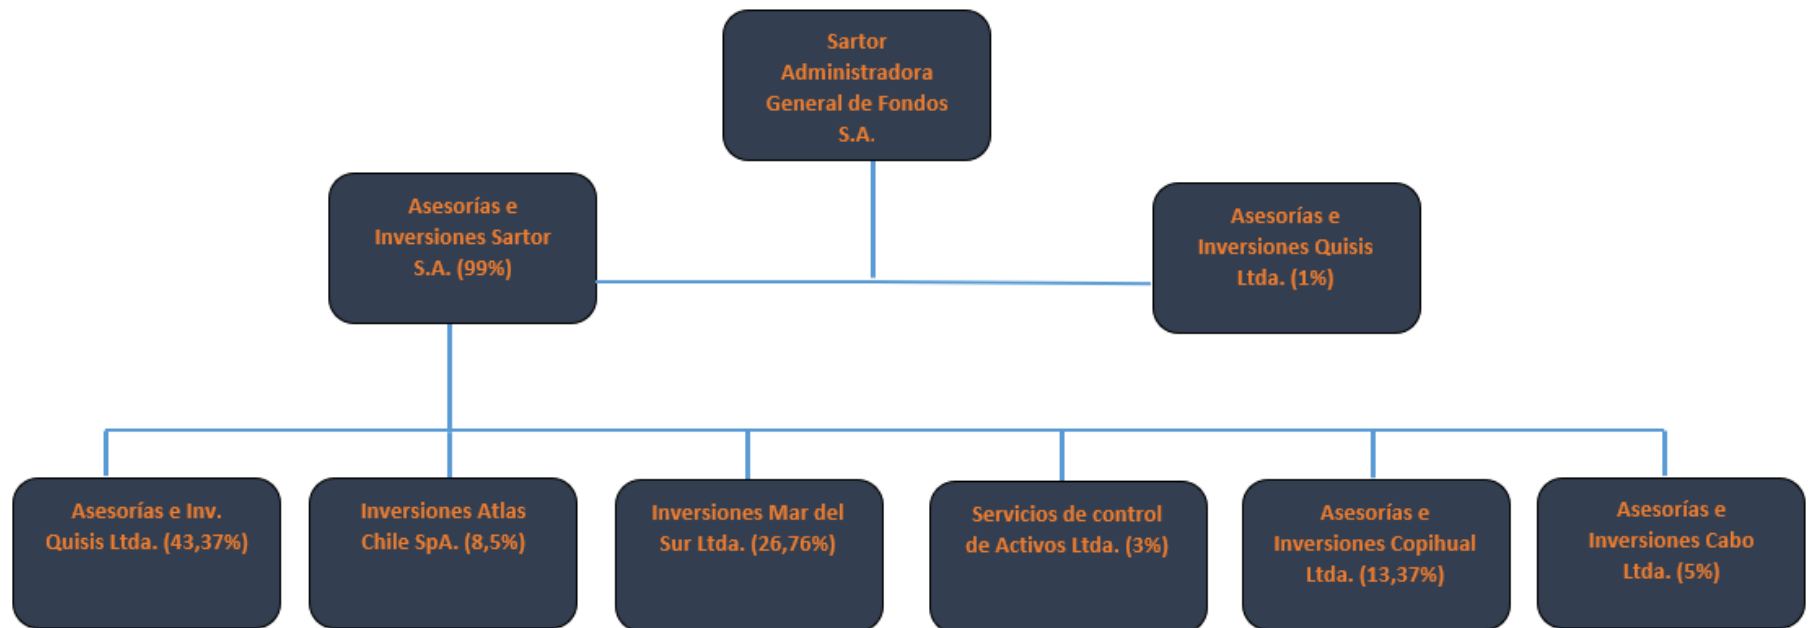 Sartor
Administradora
General de Fondos
S.A.
Asesorías e
Inversiones Sartor
S.A. (99%)
Asesorías e
Inversiones Quisis
Ltda. (1%)
Asesorías e Inv.
Quisis Ltda. (43,37%)
Inversiones Atlas
Chile SpA. (8,5%)
Inversiones Mar del
Sur Ltda. (26,76%)
Servicios de control
de Activos Ltda. (3%)
Asesorías e
Inversiones Copihual
Ltda. (13,37%)
Asesorías e
Inversiones Cabo
Ltda. (5%)